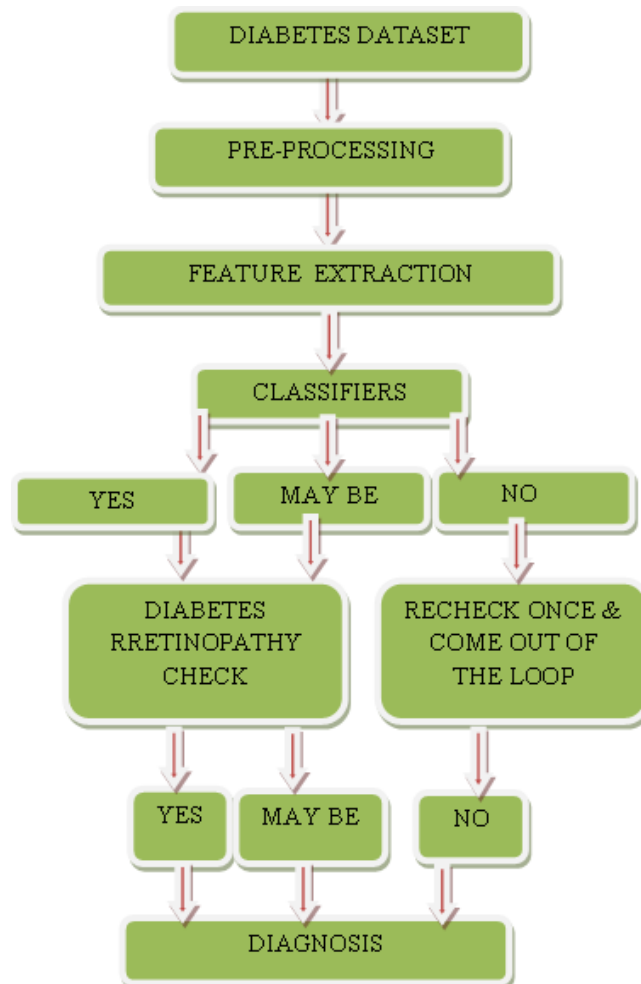 DIABETES DATASET
PRE-PROCESSING
FEATURE EXTRACTION
CLASSIFIERS
YES
MAY BE
NO
DIABETES
RRETINOPATHY
CHECK
RECHECK ONCE &
COME OUT OF
THE LOOP
YES
MAY BE
NO
DIAGNOSIS